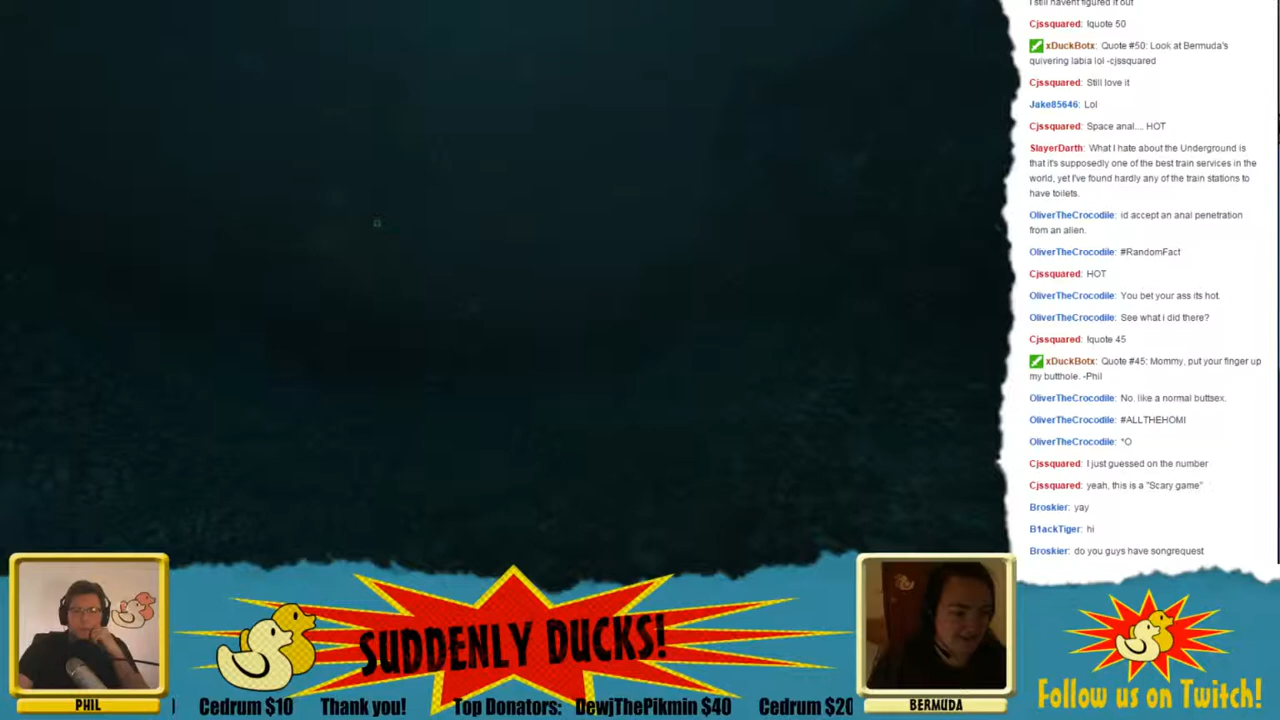 I still havent figured it out
Cjssquared: !quote 50
xDuckBotx: Quote #50: Look at Bermuda's
quivering labia lol -cjssquared
Cjssquared: Still love it
Jake85646: Lol
Cjssquared: Space anal.... HOT
SlayerDarth: What I hate about the Underground is
that it's supposedly one of the best train services in the
world, yet I've found hardly any of the train stations to
have toilets.
OliverTheCrocodile: id accept an anal penetration
from an alien.
OliverTheCrocodile: #RandomFact
Cjssquared: HOT
OliverTheCrocodile: You bet your ass its hot.
OliverTheCrocodile: See what i did there?
Cjssquared: !quote 45
xDuckBotx: Quote #45: Mommy, put your finger up
my butthole. -Phil
OliverTheCrocodile: No. like a normal buttsex.
OliverTheCrocodile: #ALLTHEHOMI
OliverTheCrocodile: *O
Cjssquared: I just guessed on the number
Cjssquared: yeah, this is a "Scary game"
Broskier: yay
B1ackTiger: hi
Broskier: do you guys have songrequest
SUDDENLY DUCKS!
PHIL
Cedrum $10 Thank you! Top Donators: DewjThePikmin $40 Cedrum $20
BERMUDA
Follow us on Twitch!